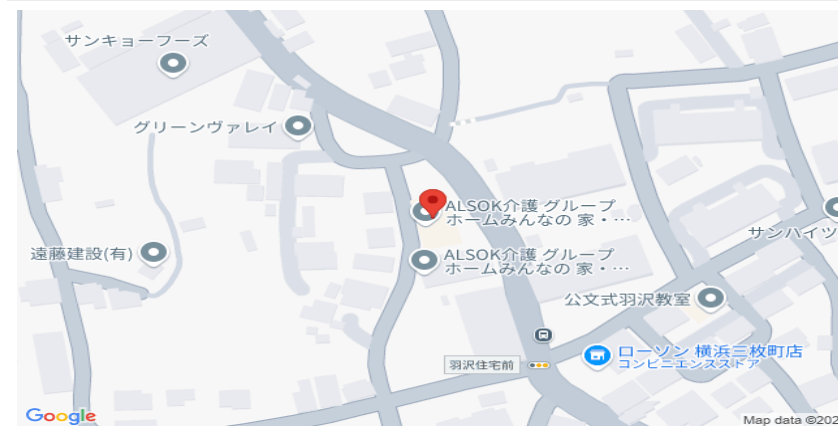 サンキョーフーズ
グリーンヴァレイ
ALSOK介護 グループ
ホームみんなの 家・…
サンハイツ
遠藤建設(有)
ALSOK介護 グループ
ホームみんなの 家・…
公文式羽沢教室
ローソン 横浜三枚町店
コンビニエンスストア
羽沢住宅前
Google
Map data ©202